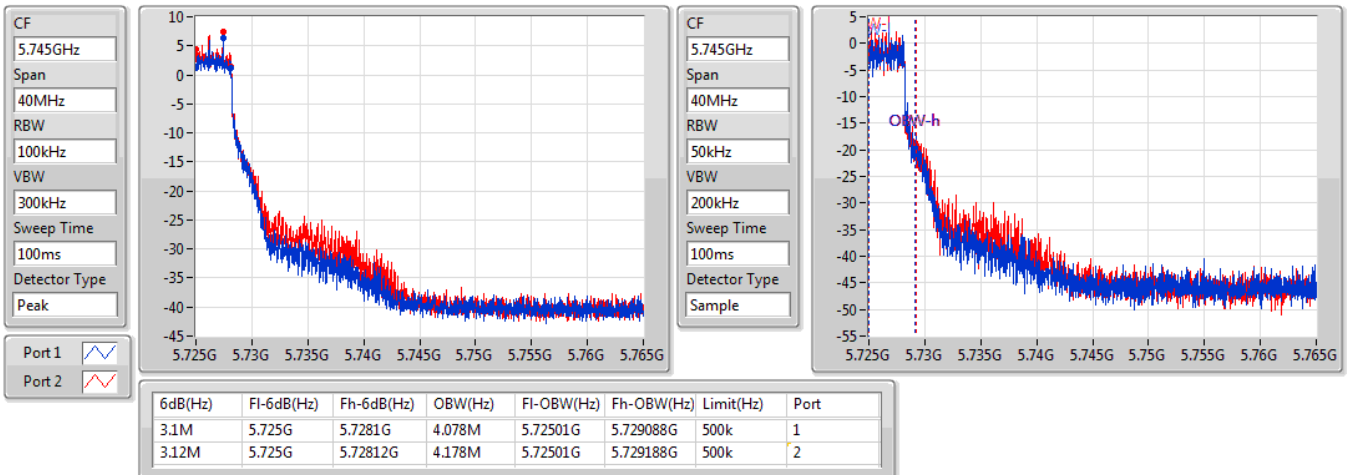 CF
5.745GHz
Span
40MHz
RBW
100kHz
VBW
300kHz
Sweep Time
100ms
Detector Type
Peak
Port 1
Port 2
10
5
0
-5
-10
-15
-20
-25
-30
-35
-40
-45
5.725G 5.73G 5.735G 5.74G 5.745G 5.75G 5.755G 5.76G 5.765G
CF
5.745GHz
Span
40MHz
RBW
50kHz
VBW
200kHz
Sweep Time
100ms
Detector Type
Sample
5
0
-5
-10
-15
-20
-25
-30
-35
-40
-45
-50
-55
OBW-h
5.725G 5.73G 5.735G 5.74G 5.745G 5.75G 5.755G 5.76G 5.765G
6dB(Hz) Fl-6dB(Hz) Fh-6dB(Hz) OBW(Hz) Fl-OBW(Hz) Fh-OBW(Hz) Limit(Hz) Port
3.1M 5.725G 5.7281G 4.078M 5.72501G 5.729088G 500k 1
3.12M 5.725G 5.72812G 4.178M 5.72501G 5.729188G 500k 2